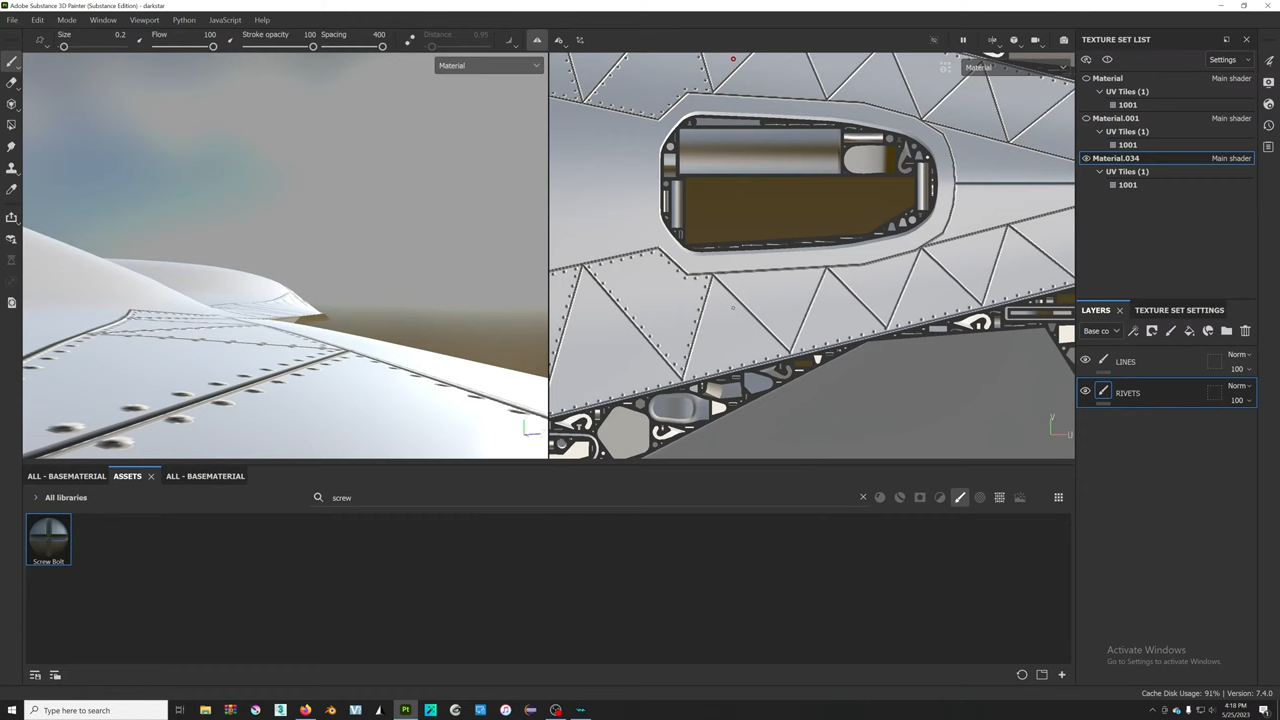 Adobe Substance 3D Painter (Substance Edition) - darkstar
File Edit Mode Window Viewport Python JavaScript Help
Size 0.2 Flow 100 Stroke opacity 100 Spacing 400 Distance 0.95
Material
Material
TEXTURE SET LIST
Settings
Material Main shader
UV Tiles (1)
1001
Material.001 Main shader
UV Tiles (1)
1001
Material.034 Main shader
UV Tiles (1)
1001
LAYERS TEXTURE SET SETTINGS
Base co
LINES Norm 100
RIVETS Norm 100
y
U
ALL - BASEMATERIAL ASSETS ALL - BASEMATERIAL
All libraries
screw
Screw Bolt
Activate Windows
Go to Settings to activate Windows.
Cache Disk Usage: 91% | Version: 7.4.0
Type here to search
Pt
4:18 PM
5/25/2023